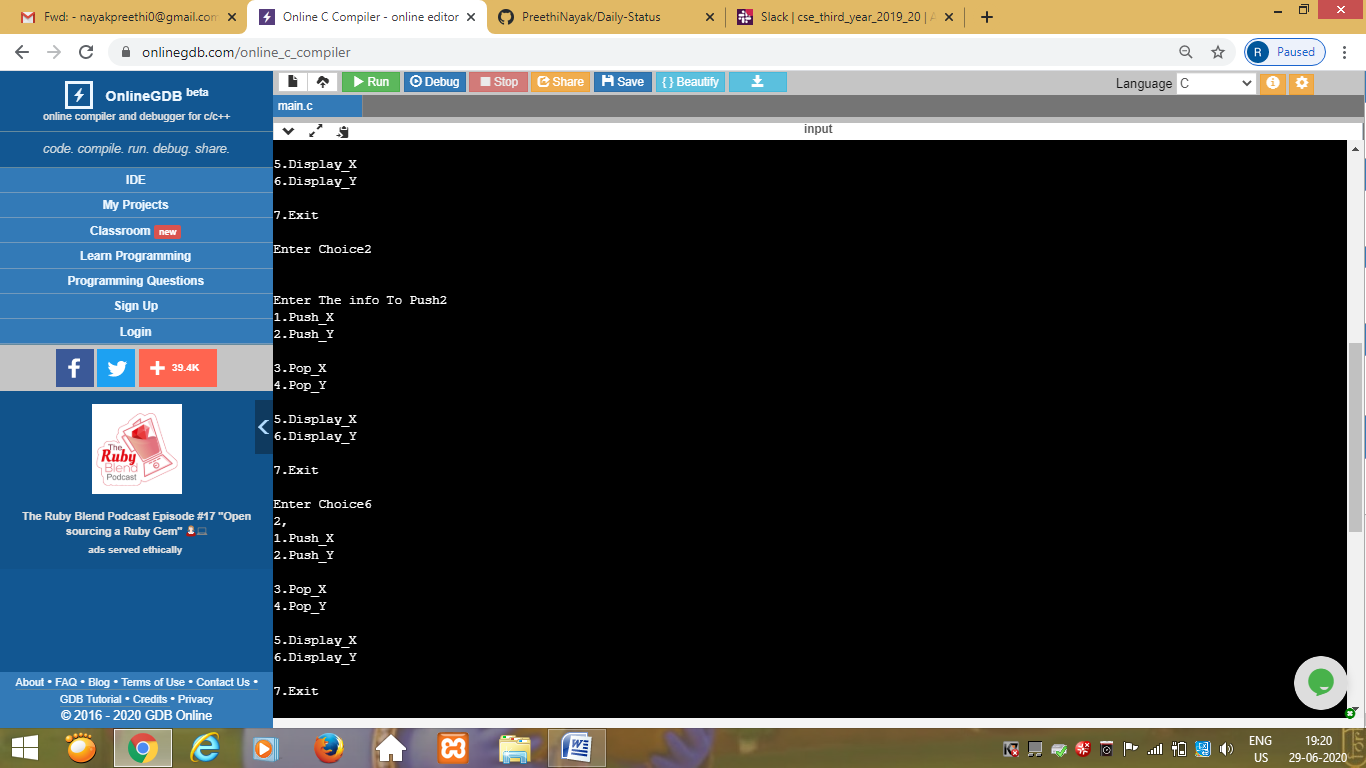 Fwd: - nayakpreethi0@gmail.com
Online C Compiler - online editor
PreethiNayak/Daily-Status
Slack | cse_third_year_2019_20 | A
onlinegdb.com/online_c_compiler
R Paused
OnlineGDB beta
online compiler and debugger for c/c++
code. compile. run. debug. share.
IDE
My Projects
Classroom new
Learn Programming
Programming Questions
Sign Up
Login
39.4K
The
Ruby
Blend
Podcast
The Ruby Blend Podcast Episode #17 "Open
sourcing a Ruby Gem"
ads served ethically
About • FAQ • Blog • Terms of Use • Contact Us •
GDB Tutorial • Credits • Privacy
© 2016 - 2020 GDB Online
Run Debug Stop Share Save { } Beautify
Language C
main.c
input
5.Display_X
6.Display_Y
7.Exit
Enter Choice2
Enter The info To Push2
1.Push_X
2.Push_Y
3.Pop_X
4.Pop_Y
5.Display_X
6.Display_Y
7.Exit
Enter Choice6
2,
1.Push_X
2.Push_Y
3.Pop_X
4.Pop_Y
5.Display_X
6.Display_Y
7.Exit
ENG
US
19:20
29-06-2020